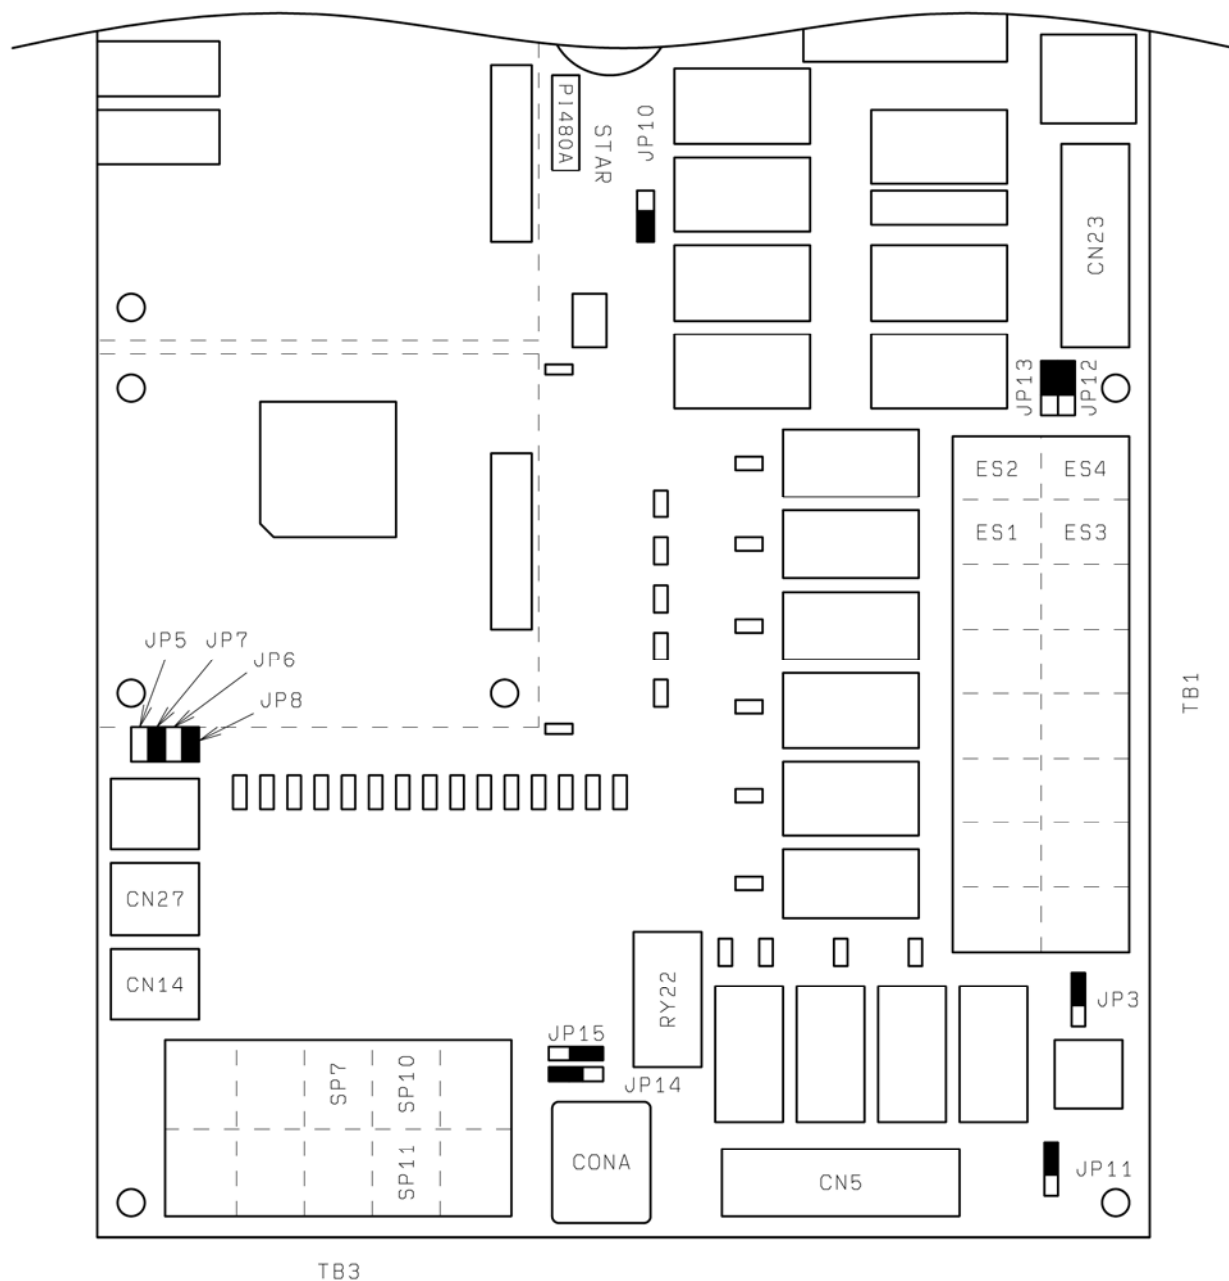 PI480A
STAR
JP10
CN23
JP13
JP12
ES2
ES4
ES1
ES3
JP5
JP7
JP6
JP8
TB1
CN27
CN14
RY22
JP3
JP15
JP14
SP7
SP10
SP11
CONA
CN5
JP11
TB3